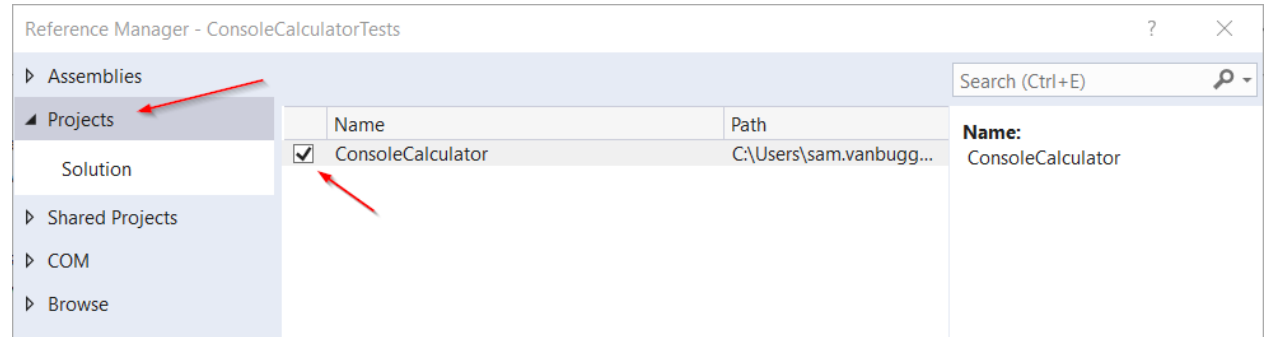 Reference Manager - ConsoleCalculatorTests ?
Assemblies
Search (Ctrl+E)
Projects
Solution
Shared Projects
COM
Browse
Name Path
ConsoleCalculator C:\Users\sam.vanbugg...
Name:
ConsoleCalculator